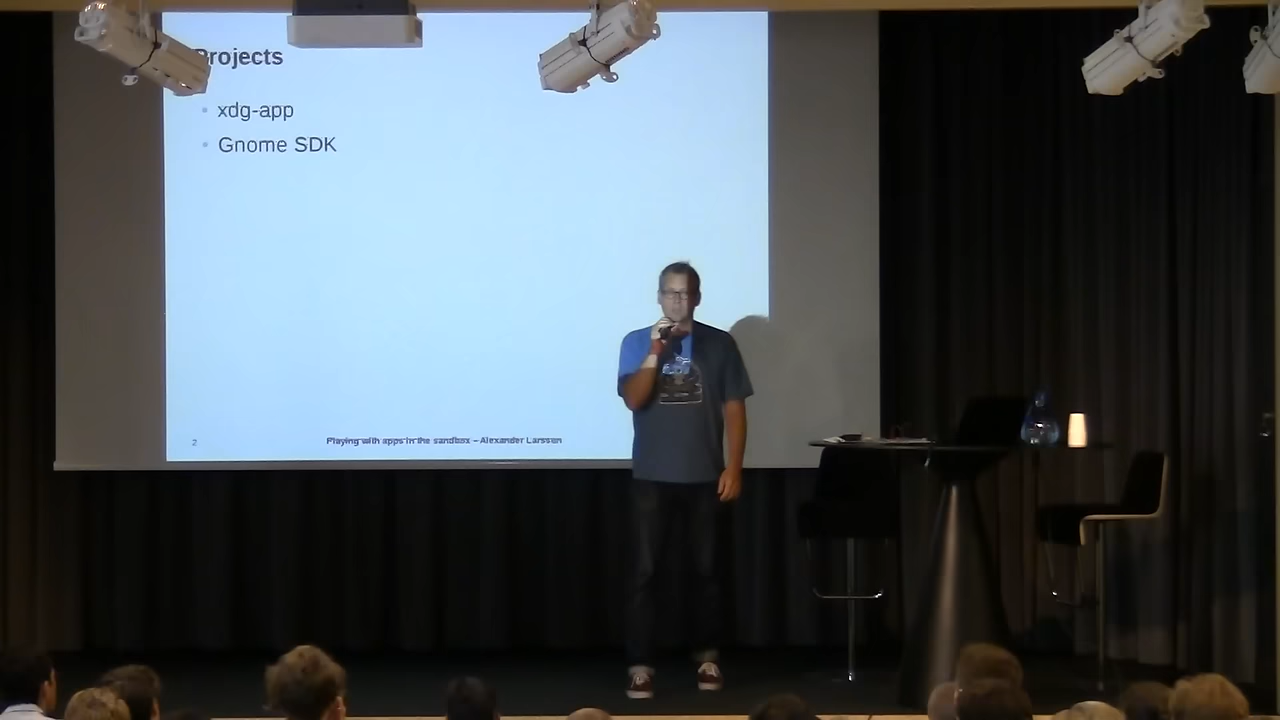 Projects
xdg-app
Gnome SDK
2
Playing with apps in the sandbox – Alexander Larsson